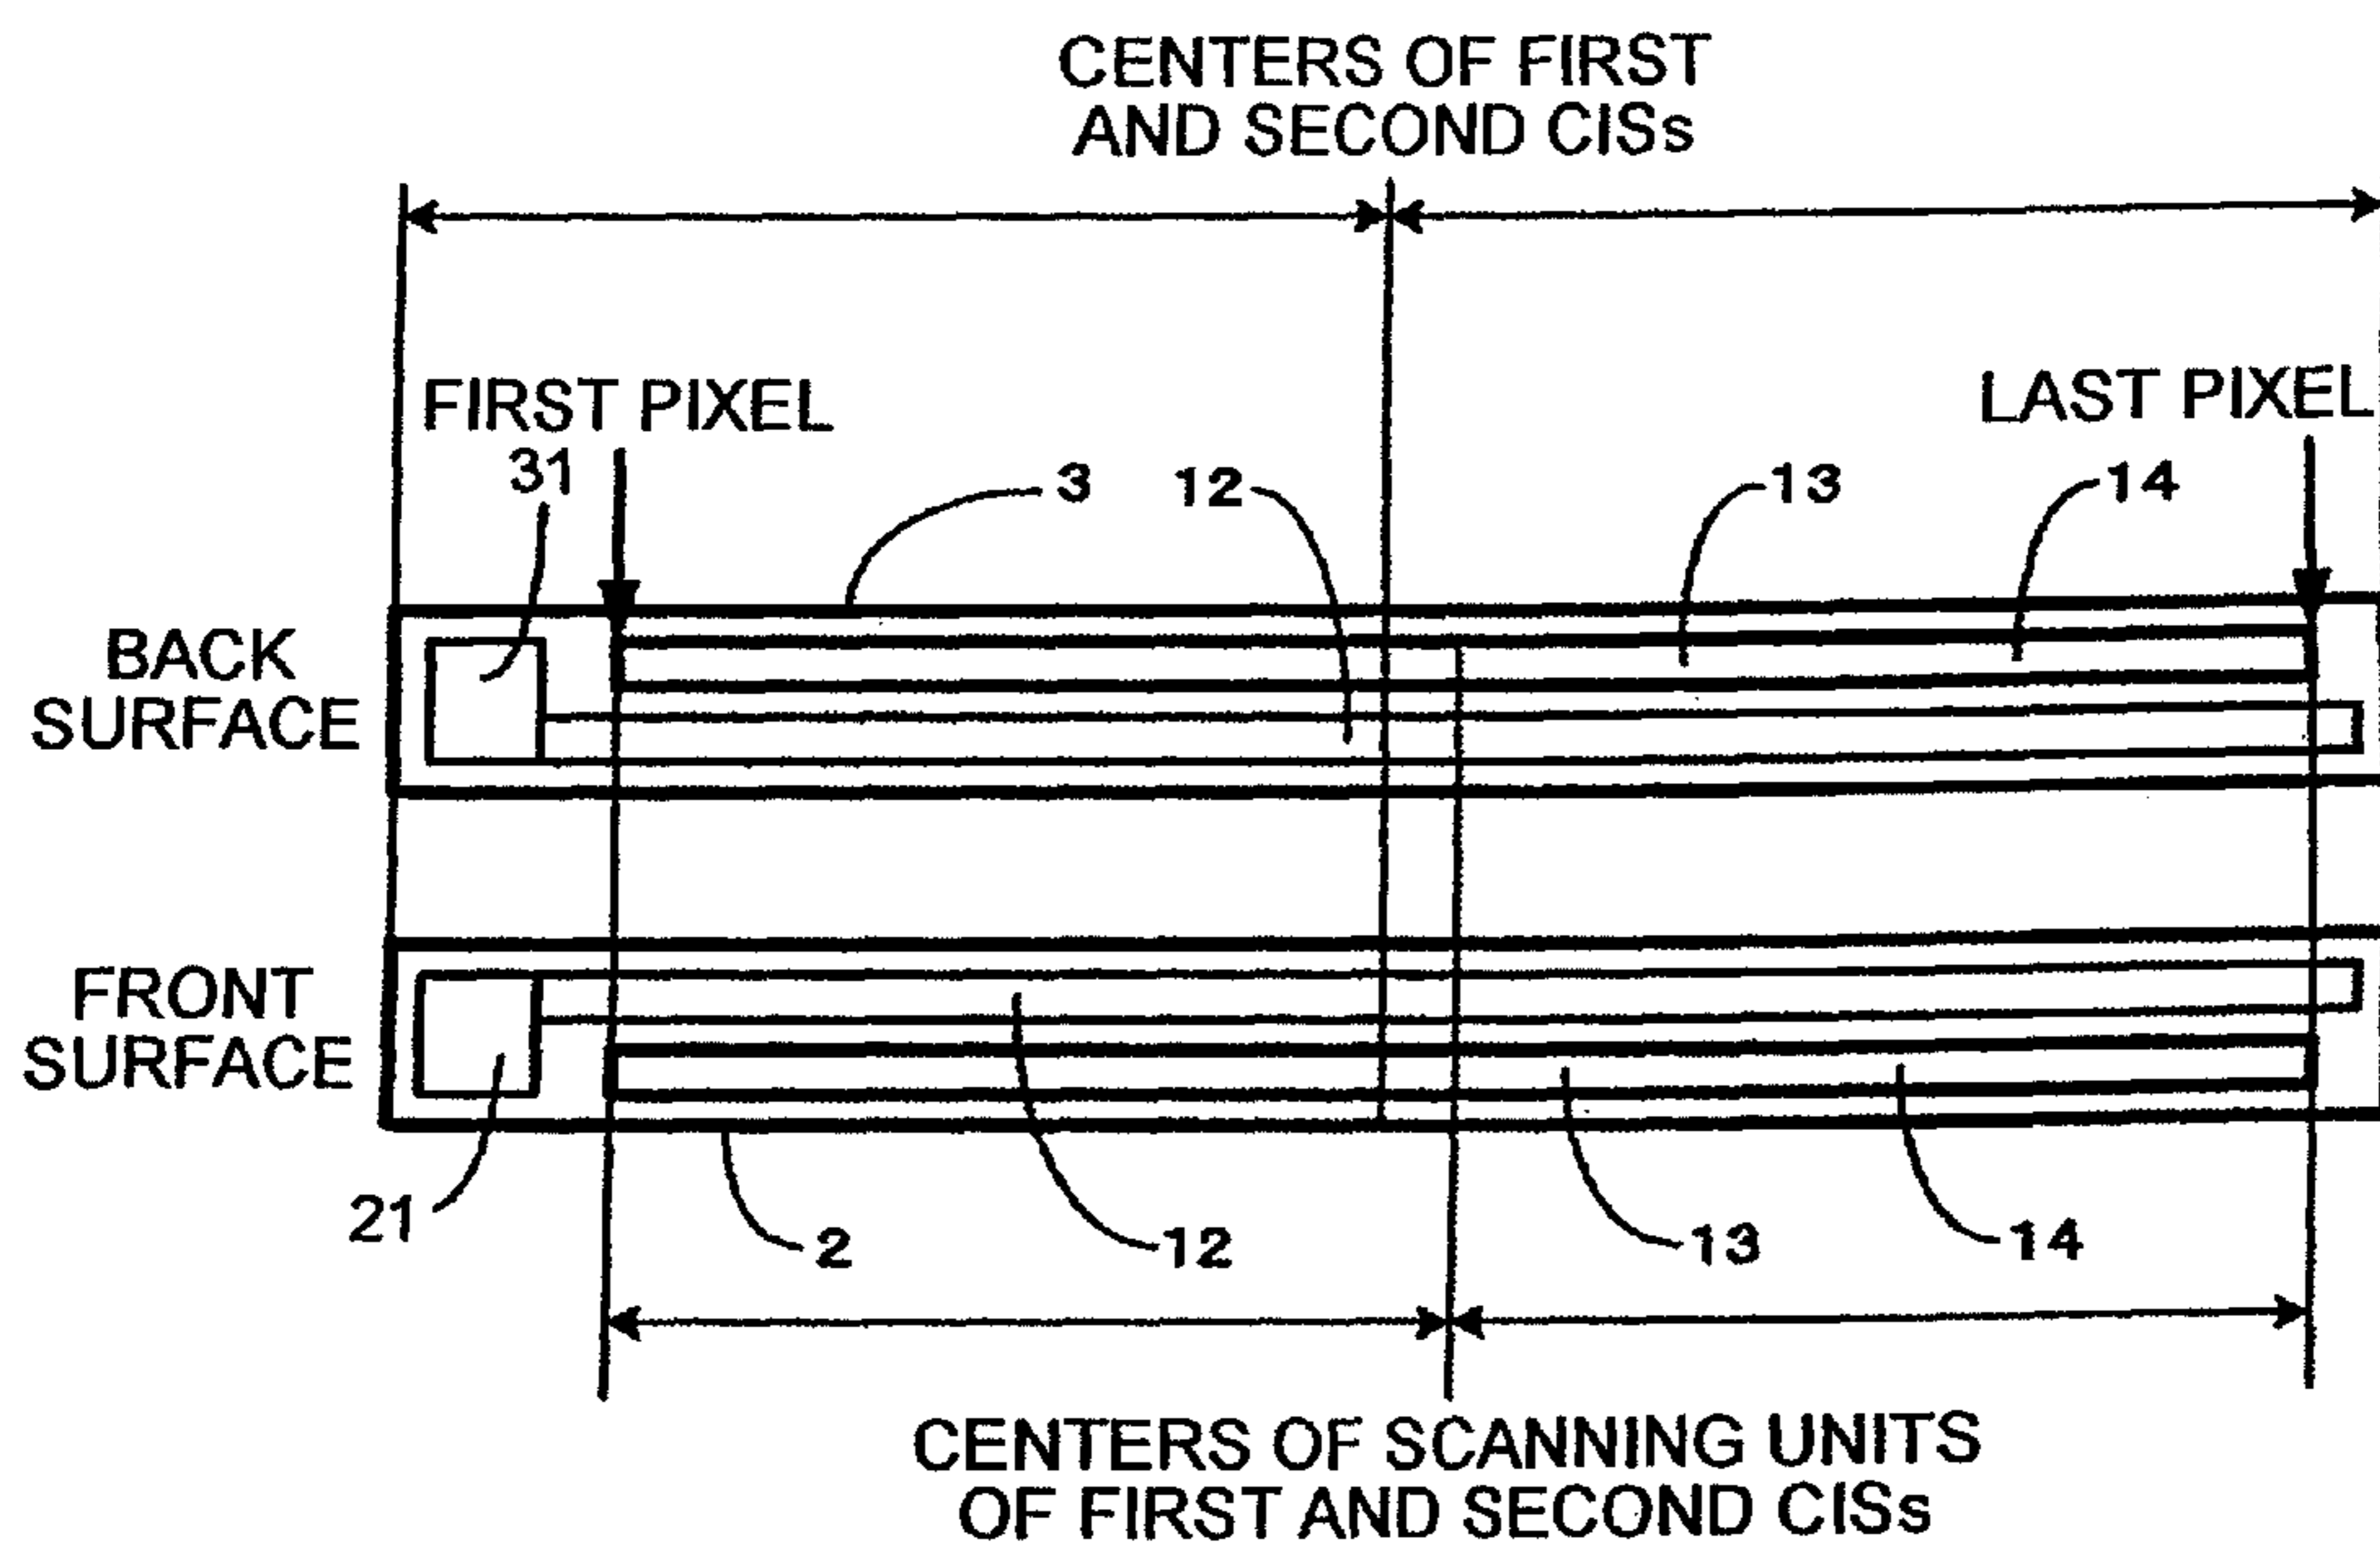 CENTERS OF FIRST
AND SECOND CISs
FIRST PIXEL
LAST PIXEL
31
3
12
13
14
BACK
SURFACE
FRONT
SURFACE
21
2
12
13
14
CENTERS OF SCANNING UNITS
OF FIRST AND SECOND CISs